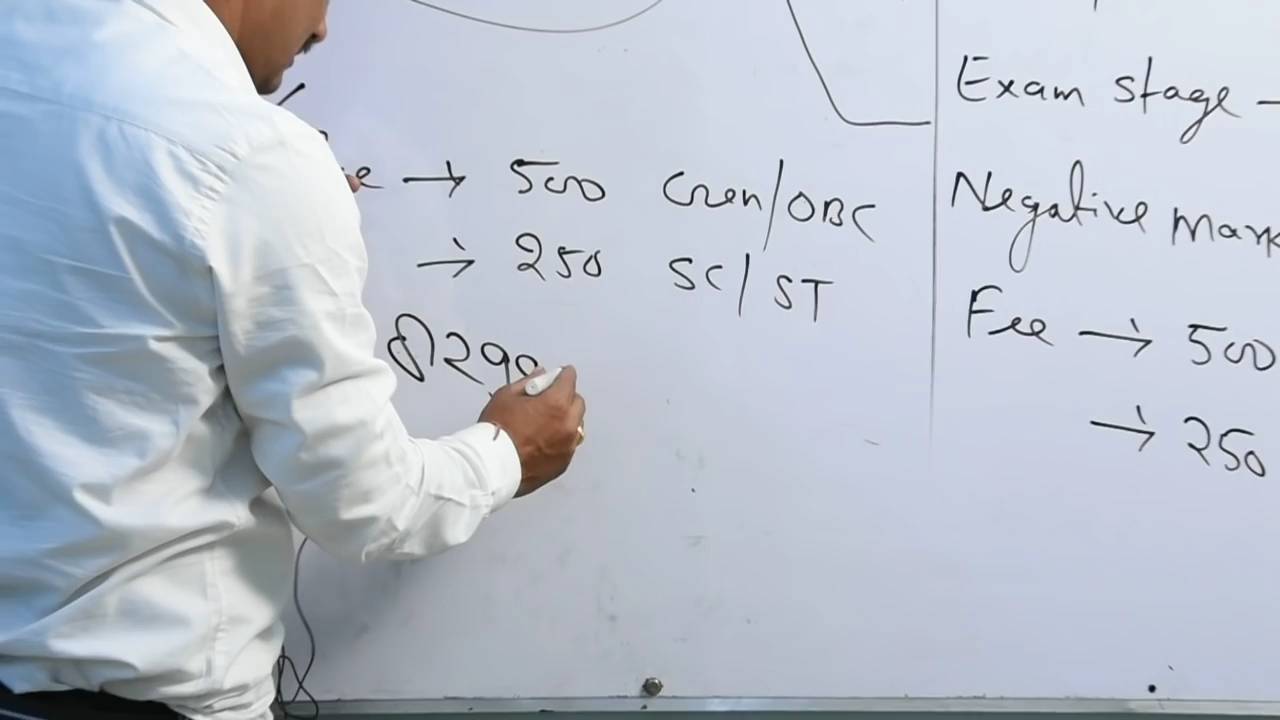 → 500 Gen/OBC
→ 250 SC/ST
Exam stage -
Negative Mark
Fee → 500
→ 250